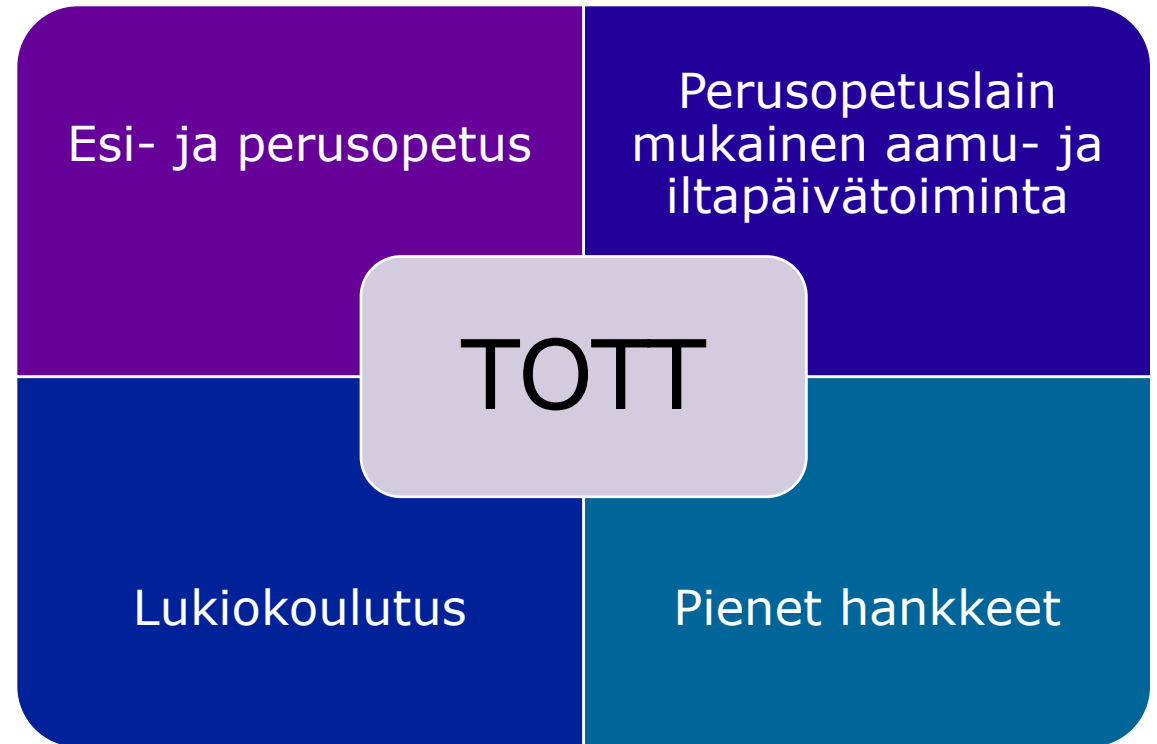 Esi- ja perusopetus
Perusopetuslain
mukainen aamu- ja
iltapäivätoiminta
TOTT
Lukiokoulutus
Pienet hankkeet